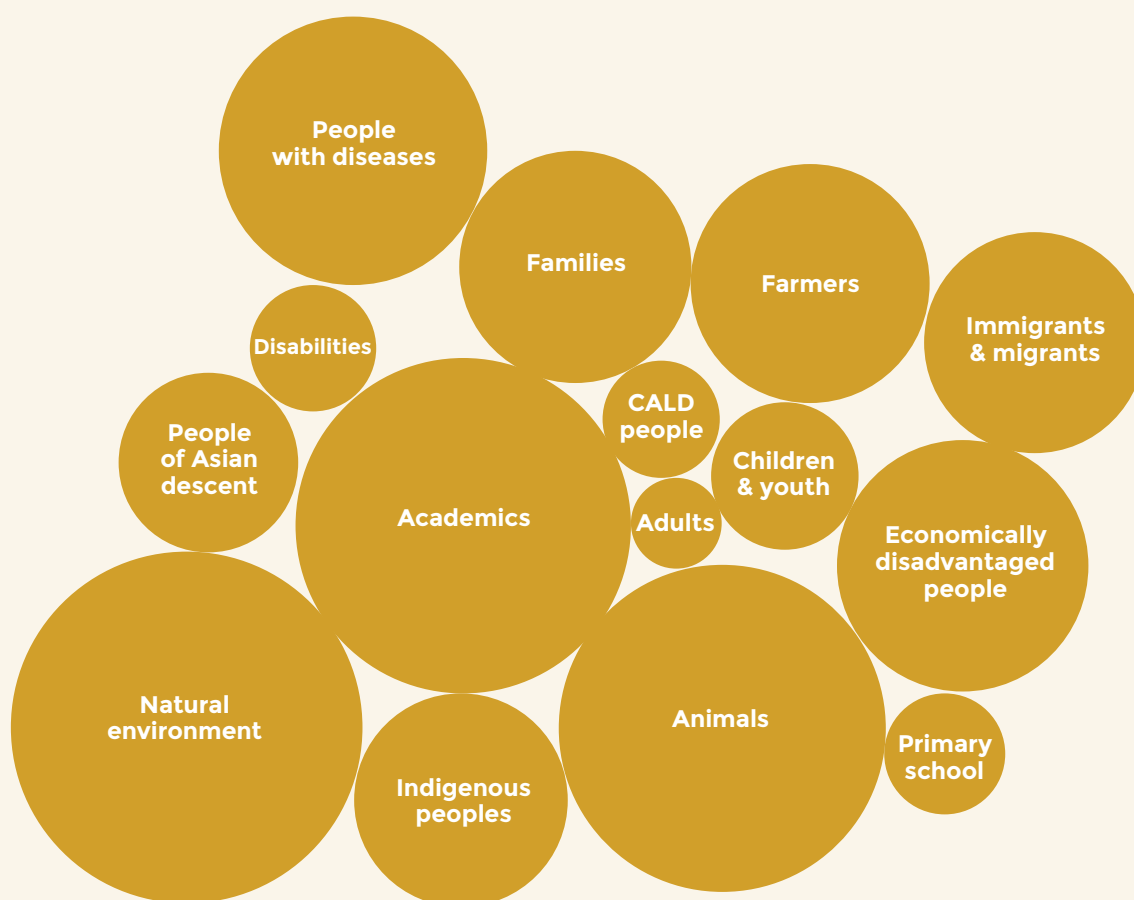 People
with diseases
Families
Farmers
Immigrants
& migrants
Disabilities
CALD
people
People
of Asian
descent
Children
& youth
Academics
Adults
Economically
disadvantaged
people
Natural
environment
Animals
Primary
school
Indigenous
peoples